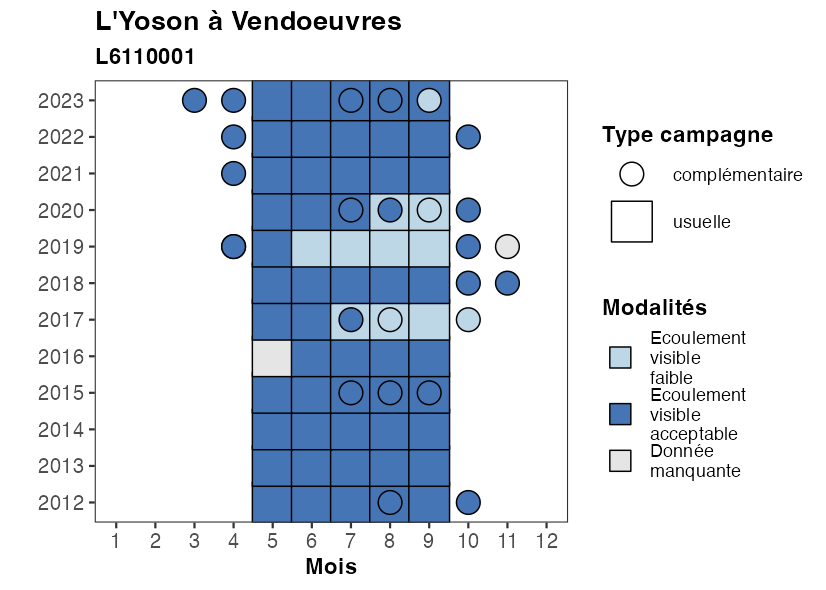 L'Yoson à Vendoeuvres
L6110001
2023
2022
2021
2020
2019
2018
2017
2016
2015
2014
2013
2012
1 2 3 4 5 6 7 8 9 10 11 12
Mois
Type campagne
complémentaire
usuelle
Modalités
Ecoulement
visible
faible
Ecoulement
visible
acceptable
Donnée
manquante